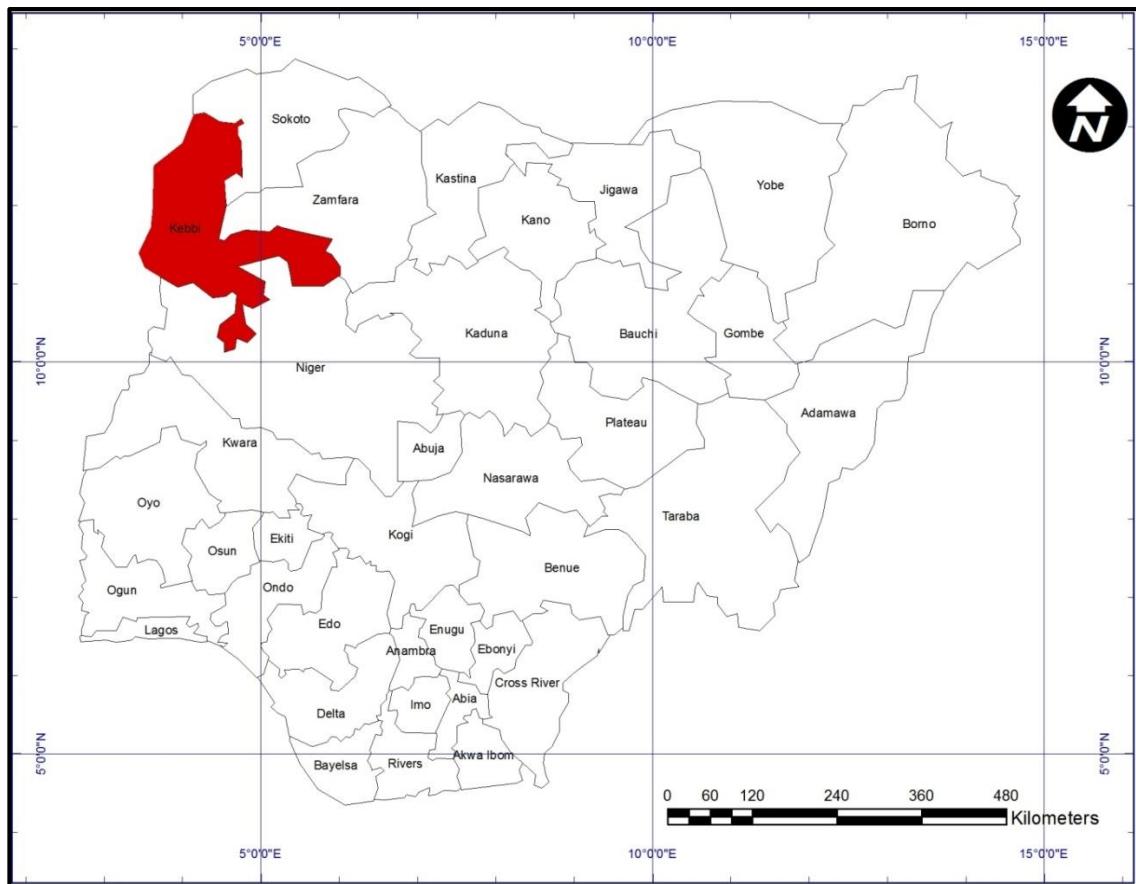 5°0'0"E
10°0'0"E
15°0'0"E
N
Sokoto
Kastina
Jigawa
Yobe
Zamfara
Kano
Borno
Kebbi
Kaduna
Bauchi
Gombe
10°0'0"N
10°0'0"N
Niger
Adamawa
Plateau
Kwara
Abuja
Nasarawa
Oyo
Taraba
Kogi
Ekiti
Osun
Benue
Ogun
Ondo
Edo
Lagos
Enugu
Anambra
Ebonyi
Cross River
Abia
Imo
Delta
5°0'0"N
5°0'0"N
Bayelsa
Rivers
Akwa Ibom
0 60 120 240 360 480
Kilometers
5°0'0"E
10°0'0"E
15°0'0"E